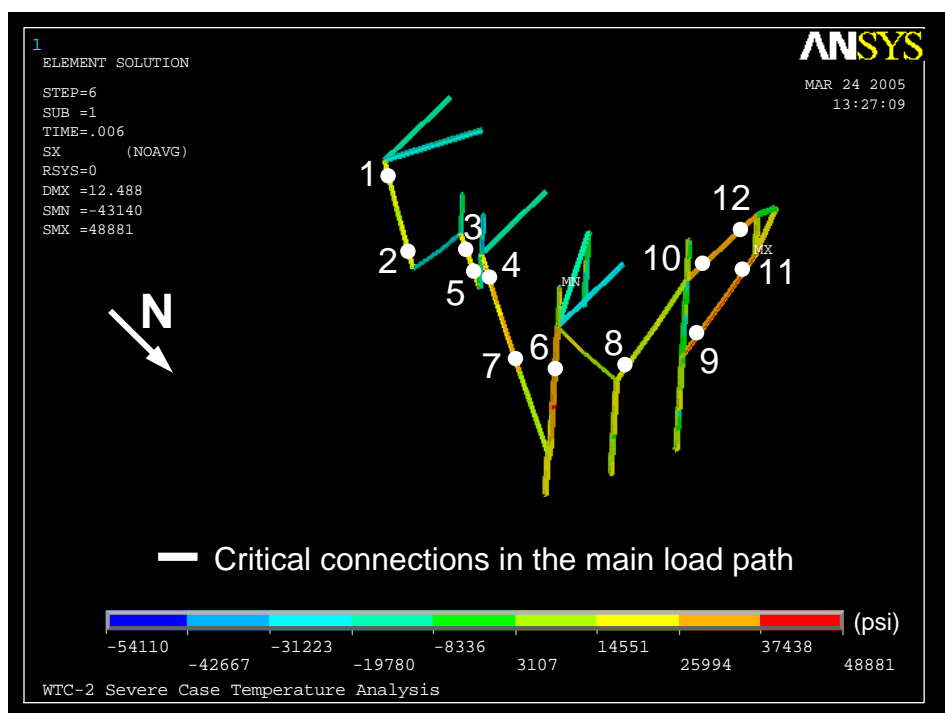 1
ANSYS
ELEMENT SOLUTION
MAR 24 2005
13:27:09
STEP=6
SUB =1
TIME=.006
SX (NOAVG)
RSYS=0
DMX =12.488
SMN =-43140
SMX =48881
1
2
3
4
5
6
7
8
9
10
11
12
MN
MX
N
Critical connections in the main load path
(psi)
-54110 -31223 -8336 14551 37438
-42667 -19780 3107 25994 48881
WTC-2 Severe Case Temperature Analysis